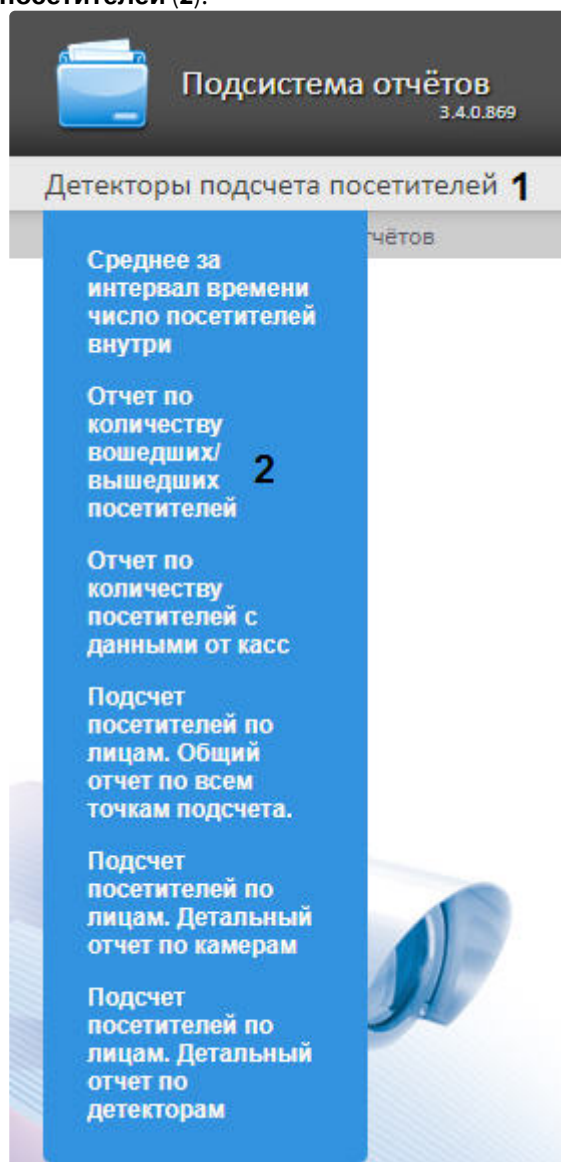 посетителей (2).
Подсистема отчётов
3.4.0.869
Детекторы подсчета посетителей 1
чётов
Среднее за
интервал времени
число посетителей
внутри
Отчет по
количеству
вошедших/
вышедших 2
посетителей
Отчет по
количеству
посетителей с
данными от касс
Подсчет
посетителей по
лицам. Общий
отчет по всем
точкам подсчета.
Подсчет
посетителей по
лицам. Детальный
отчет по камерам
Подсчет
посетителей по
лицам. Детальный
отчет по
детекторам